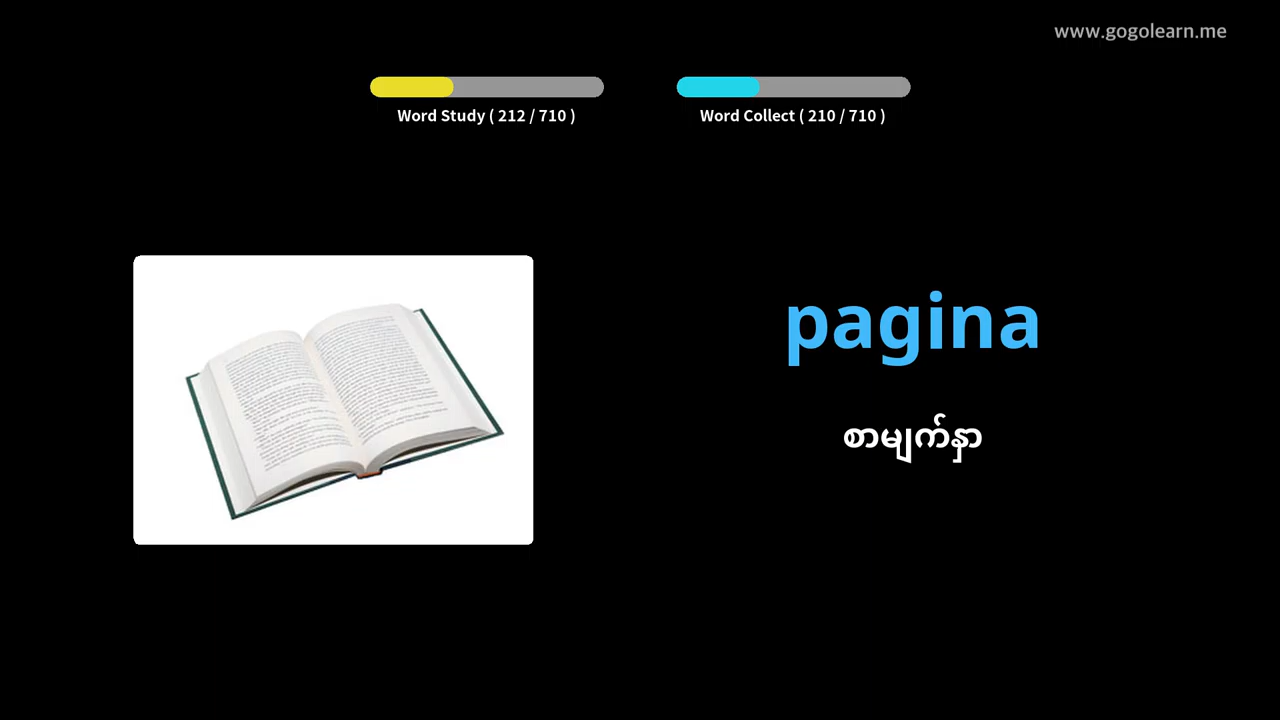 www.gogolearn.me
Word Study ( 212 / 710 )
Word Collect ( 210 / 710 )
pagina
စာမျက်နှာ